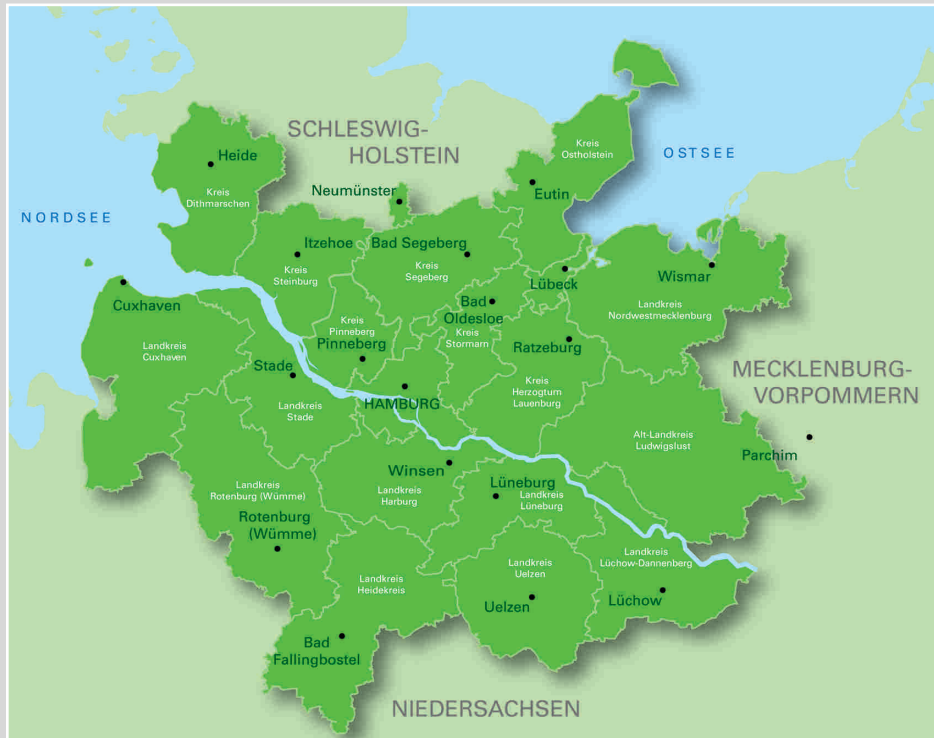 SCHLESWIG-
HOLSTEIN
Heide
Kreis
Dithmarschen
Neumünster
Kreis
Ostholstein
OSTSEE
Eutin
NORDSEE
Itzehoe
Kreis
Steinburg
Bad Segeberg
Kreis
Segeberg
Lübeck
Wismar
Landkreis
Nordwestmecklenburg
Cuxhaven
Landkreis
Cuxhaven
Bad
Oldesloe
Kreis
Pinneberg
Pinneberg
Kreis
Stormarn
Ratzeburg
MECKLENBURG-
VORPOMMERN
Stade
Landkreis
Stade
HAMBURG
Kreis
Herzogtum
Lauenburg
Alt-Landkreis
Ludwigslust
Parchim
Winsen
Landkreis
Harburg
Lüneburg
Landkreis
Lüneburg
Landkreis
Rotenburg (Wümme)
Rotenburg
(Wümme)
Landkreis
Heidekreis
Landkreis
Uelzen
Uelzen
Landkreis
Lüchow-Dannenberg
Lüchow
Bad
Fallingbostel
NIEDERSACHSEN